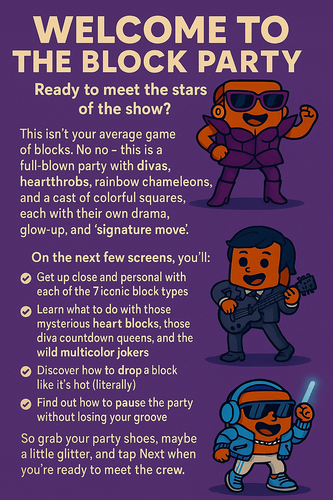 WELCOME TO
THE BLOCK PARTY
Ready to meet the stars
of the show?
This isn't your average game
of blocks. No no – this is a
full-blown party with divas,
heartthrobs, rainbow chameleons,
and a cast of colorful squares,
each with their own drama,
glow-up, and 'signature move'.
On the next few screens, you'll:
Get up close and personal with
each of the 7 iconic block types
Learn what to do with those
mysterious heart blocks, those
diva countdown queens, and the
wild multicolor jokers
Discover how to drop a block
like it's hot (literally)
Find out how to pause the party
without losing your groove
So grab your party shoes, maybe
a little glitter, and tap Next when
you're ready to meet the crew.